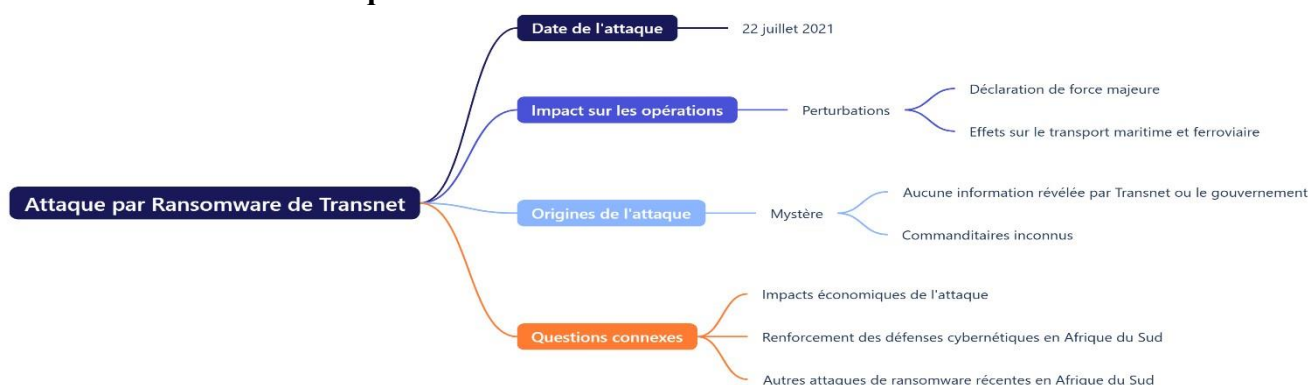 Attaque par Ransomware de Transnet
Date de l'attaque
22 juillet 2021
Impact sur les opérations
Perturbations
Déclaration de force majeure
Effets sur le transport maritime et ferroviaire
Origines de l'attaque
Mystère
Aucune information révélée par Transnet ou le gouvernement
Commanditaires inconnus
Questions connexes
Impacts économiques de l'attaque
Renforcement des défenses cybernétiques en Afrique du Sud
Autres attaques de ransomware récentes en Afrique du Sud